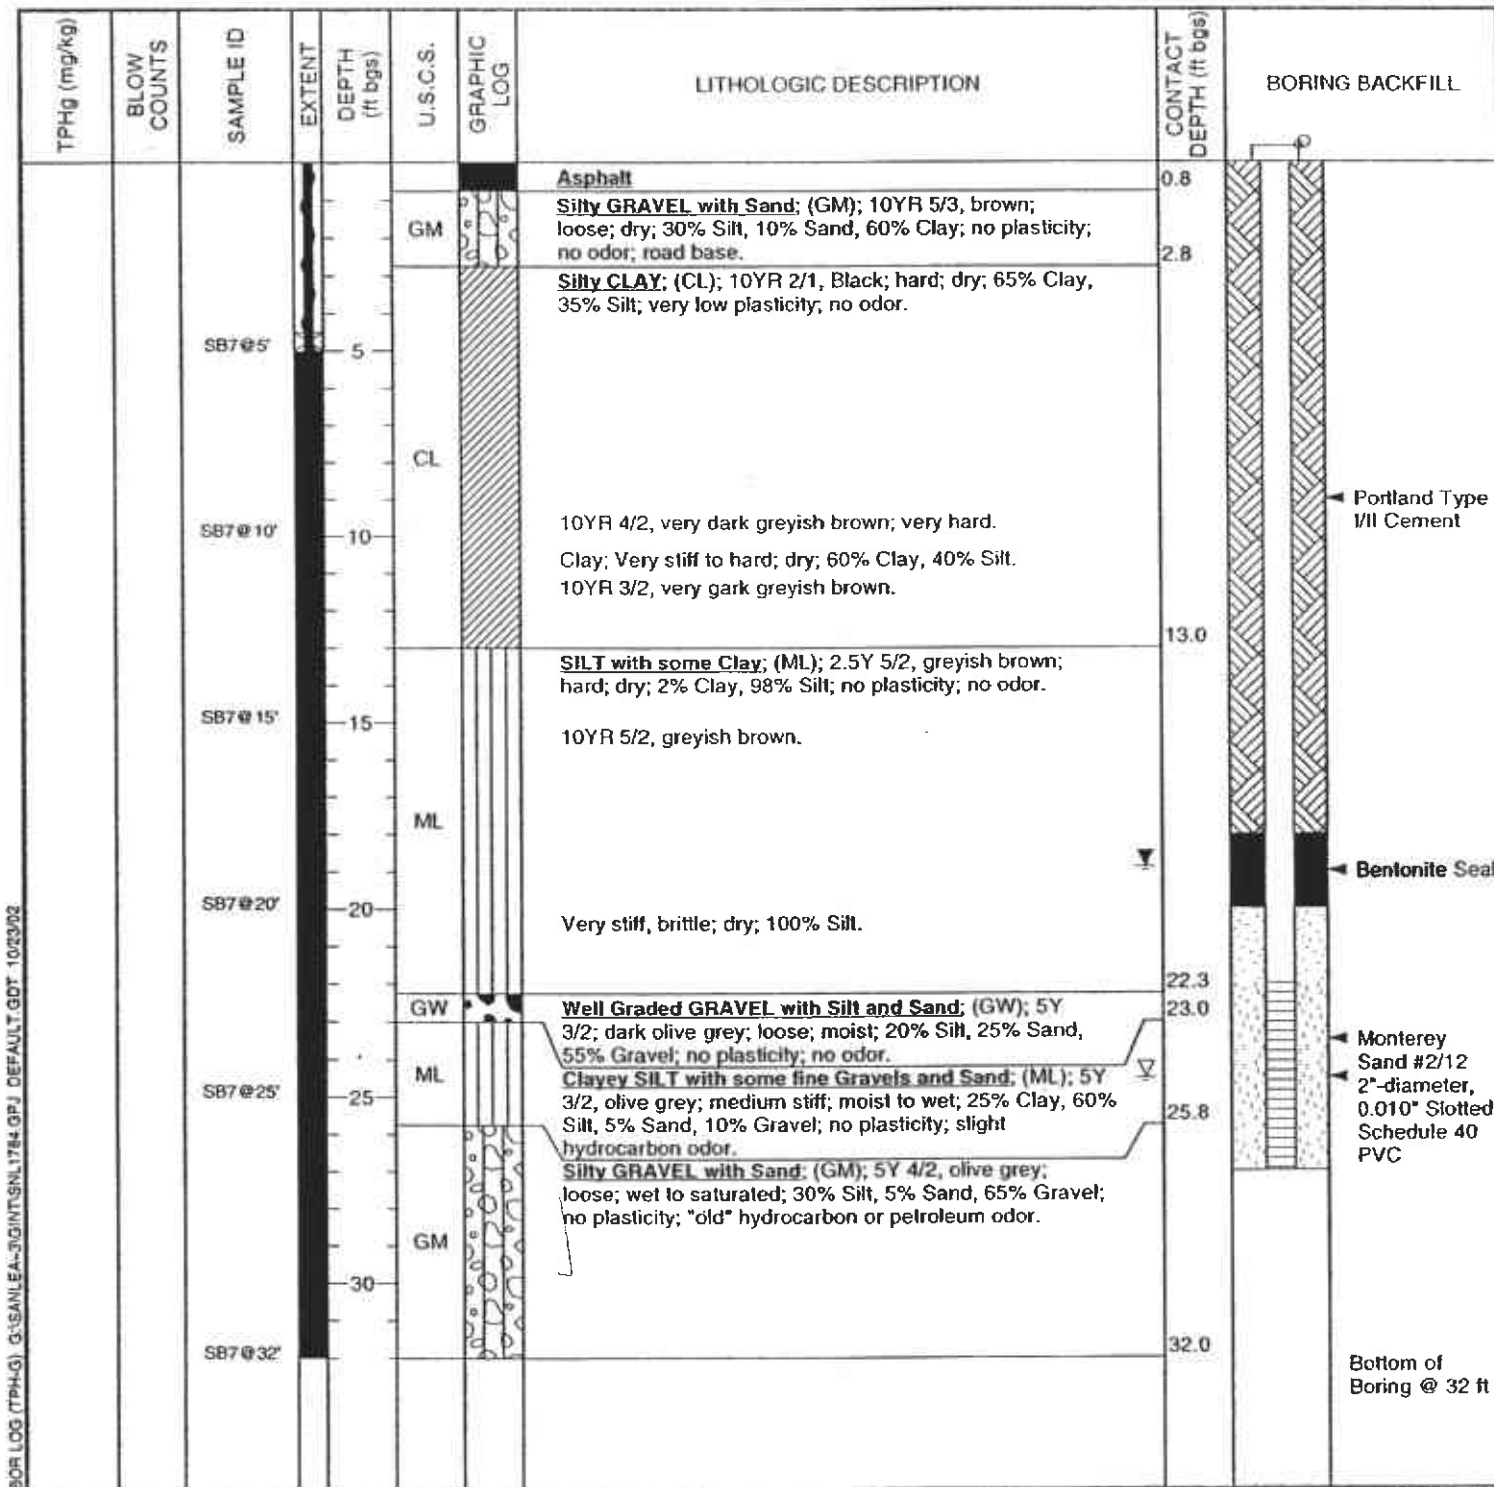 TPHg (mg/kg)
BLOW
COUNTS
SAMPLE ID
EXTENT
DEPTH
(ft bgs)
U.S.C.S.
GRAPHIC
LOG
LITHOLOGIC DESCRIPTION
CONTACT
DEPTH (ft bgs)
BORING BACKFILL
Asphalt
0.8
GM
Silty GRAVEL with Sand; (GM); 10YR 5/3, brown;
loose; dry; 30% Silt, 10% Sand, 60% Clay; no plasticity;
no odor; road base.
2.8
Silty CLAY; (CL); 10YR 2/1, Black; hard; dry; 65% Clay,
35% Silt; very low plasticity; no odor.
SB7@5'
5
CL
Portland Type
I/II Cement
10YR 4/2, very dark greyish brown; very hard.
SB7@10'
10
Clay; Very stiff to hard; dry; 60% Clay, 40% Silt.
10YR 3/2, very gark greyish brown.
13.0
SILT with some Clay; (ML); 2.5Y 5/2, greyish brown;
hard; dry; 2% Clay, 98% Silt; no plasticity; no odor.
SB7@15'
15
10YR 5/2, greyish brown.
ML
Bentonite Seal
SB7@20'
20
Very stiff, brittle; dry; 100% Silt.
22.3
GW
Well Graded GRAVEL with Silt and Sand; (GW); 5Y
23.0
3/2; dark olive grey; loose; moist; 20% Silt, 25% Sand,
55% Gravel; no plasticity; no odor.
Monterey
Sand #2/12
ML
Clayey SILT with some fine Gravels and Sand; (ML); 5Y
3/2, olive grey; medium stiff; moist to wet; 25% Clay, 60%
Silt, 5% Sand, 10% Gravel; no plasticity; slight
hydrocarbon odor.
SB7@25'
25
25.8
2"-diameter,
0.010" Slotted
Schedule 40
PVC
Silty GRAVEL with Sand; (GM); 5Y 4/2, olive grey;
loose; wet to saturated; 30% Silt, 5% Sand, 65% Gravel;
no plasticity; "old" hydrocarbon or petroleum odor.
GM
30
SB7@32'
32.0
Bottom of
Boring @ 32 ft
BOR LOG (TPH-G) G:\SANLEA~3\GINT\SNL1764.GPJ DEFAULT.GDT 10/23/02